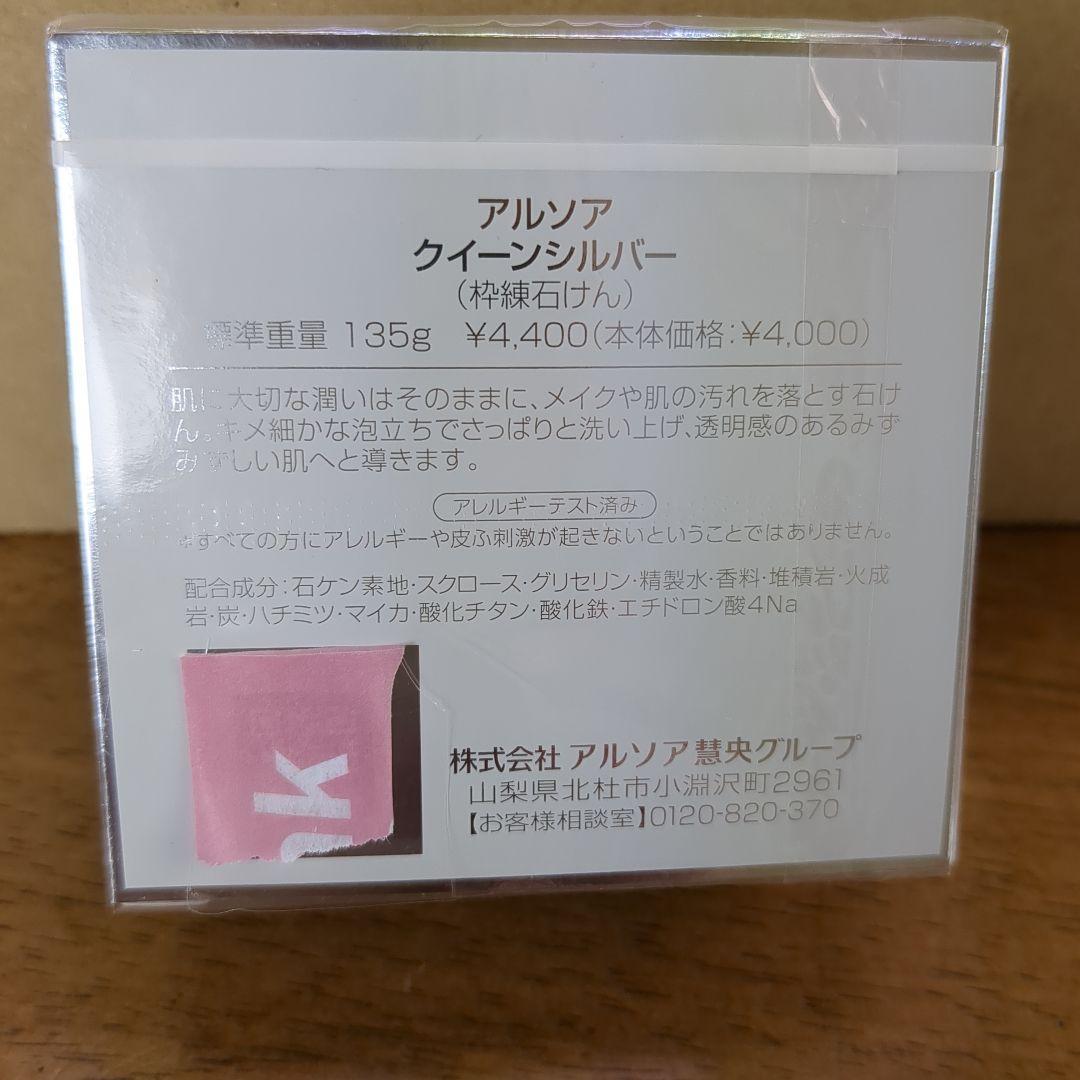 アルソア
クイーンシルバー
（枠練石けん）
標準重量 135g ¥4,400（本体価格：¥4,000）
肌に大切な潤いはそのままに、メイクや肌の汚れを落とす石け
ん。キメ細かな泡立ちでさっぱりと洗い上げ、透明感のあるみず
みずしい肌へと導きます。
アレルギーテスト済み
*すべての方にアレルギーや皮ふ刺激が起きないということではありません。
配合成分：石ケン素地・スクロース・グリセリン・精製水・香料・堆積岩・火成
岩・炭・ハチミツ・マイカ・酸化チタン・酸化鉄・エチドロン酸4Na
nk
株式会社 アルソア慧央グループ
山梨県北杜市小淵沢町2961
【お客様相談室】0120-820-370